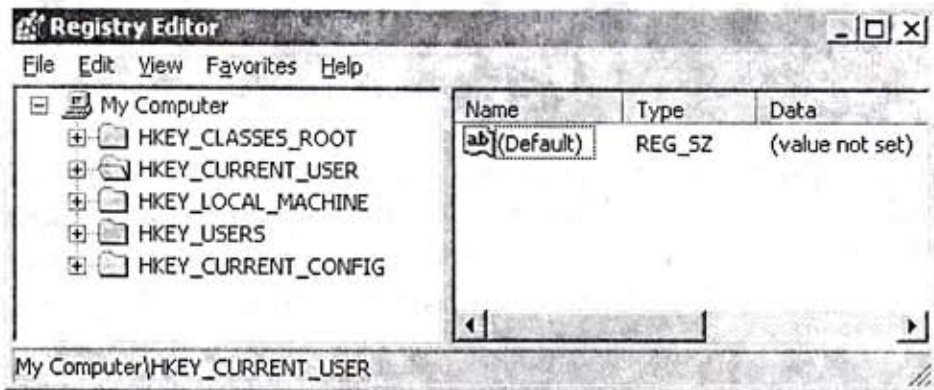 Registry Editor
File Edit View Favorites Help
My Computer
HKEY_CLASSES_ROOT
HKEY_CURRENT_USER
HKEY_LOCAL_MACHINE
HKEY_USERS
HKEY_CURRENT_CONFIG
Name Type Data
ab (Default) REG_SZ (value not set)
My Computer\HKEY_CURRENT_USER